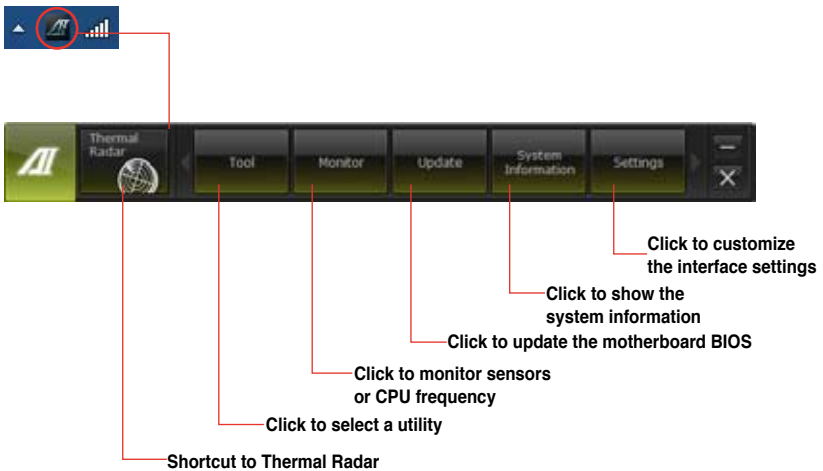 Thermal
Radar
Tool
Monitor
Update
System
Information
Settings
Click to customize
the interface settings
Click to show the
system information
Click to update the motherboard BIOS
Click to monitor sensors
or CPU frequency
Click to select a utility
Shortcut to Thermal Radar